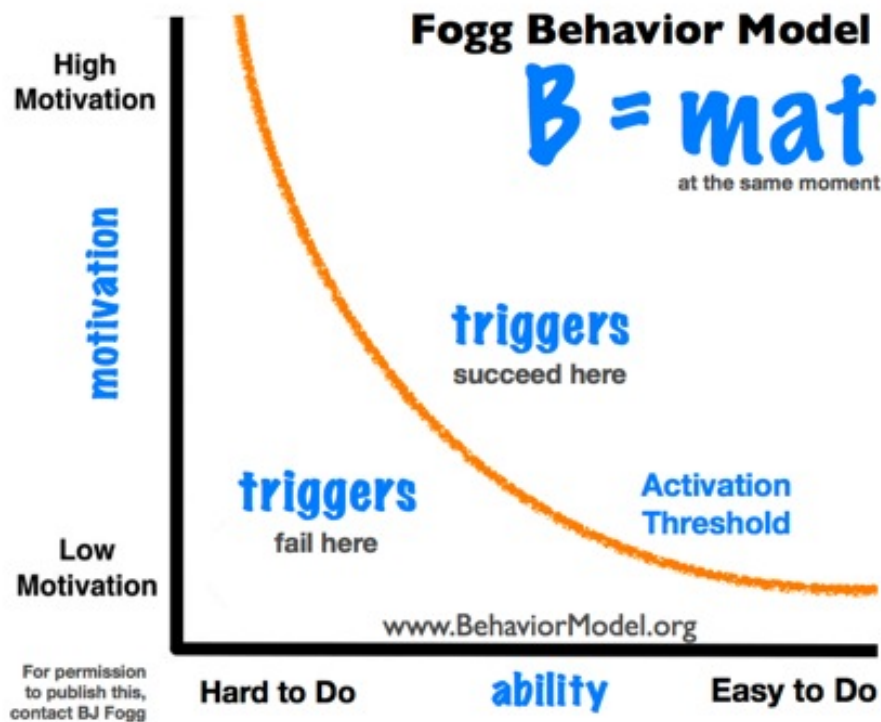 Fogg Behavior Model
B = mat
at the same moment
High
Motivation
motivation
triggers
succeed here
triggers
fail here
Activation
Threshold
Low
Motivation
www.BehaviorModel.org
For permission
to publish this,
contact BJ Fogg
Hard to Do
ability
Easy to Do